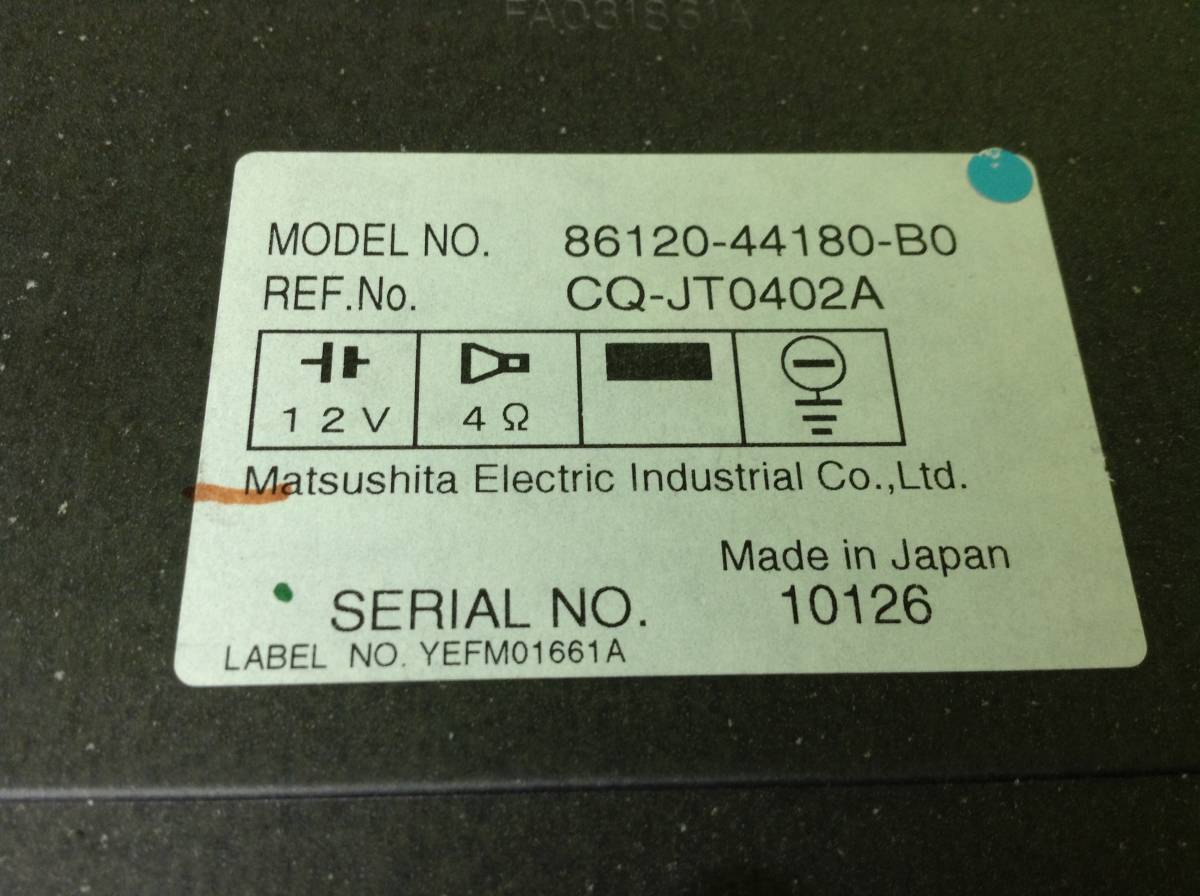 MODEL NO. 86120-44180-B0
REF.No. CQ-JT0402A
12V 4Ω
Matsushita Electric Industrial Co.,Ltd.
Made in Japan
SERIAL NO. 10126
LABEL NO. YEFM01661A